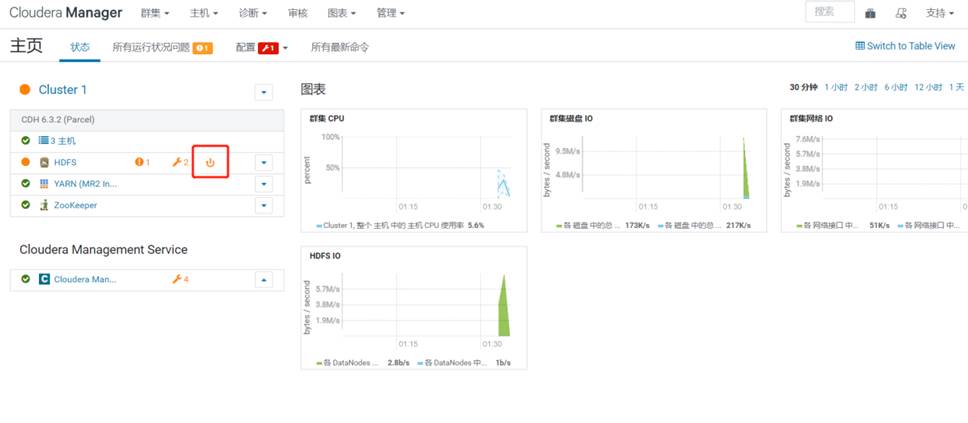 Cloudera Manager 群集 主机 诊断 审核 图表 管理 搜索 支持
主页 状态 所有运行状况问题 1 配置 1 所有最新命令 Switch to Table View
Cluster 1
CDH 6.3.2 (Parcel)
3 主机
HDFS 1 2
YARN (MR2 In...
ZooKeeper
Cloudera Management Service
Cloudera Man... 4
图表 30 分钟 1 小时 2 小时 6 小时 12 小时 1 天
群集 CPU
percent
100%
50%
01:15 01:30
Cluster 1, 整个 主机 中的 主机 CPU 使用率 5.6%
群集磁盘 IO
bytes / second
9.5M/s
4.8M/s
01:15 01:30
各 磁盘 中的总 ... 173K/s 各 磁盘 中的总... 217K/s
群集网络 IO
bytes / second
7.6M/s
5.7M/s
3.8M/s
1.9M/s
01:15
各 网络接口 中... 51K/s 各 网络接口 中...
HDFS IO
bytes / second
5.7M/s
3.8M/s
1.9M/s
01:15 01:30
各 DataNodes ... 2.8b/s 各 DataNodes 中... 1b/s